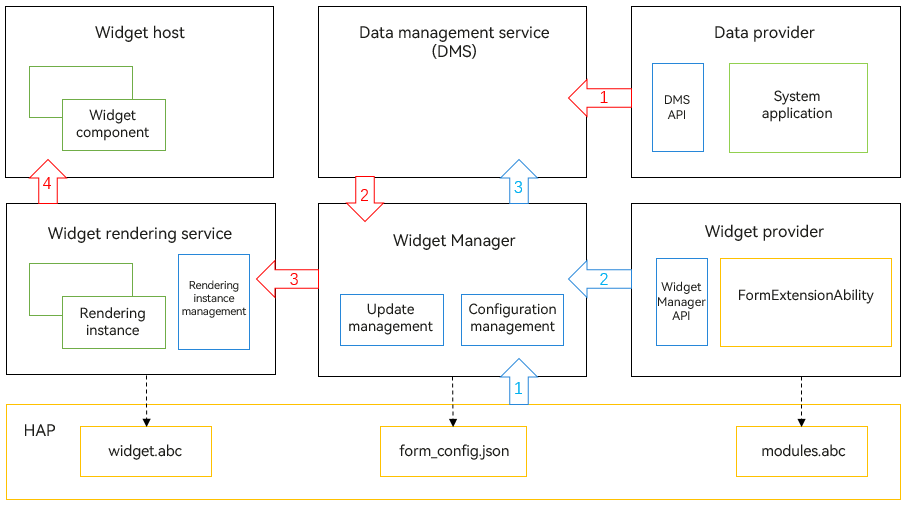 Widget host
Widget
component
Data management service
(DMS)
Data provider
DMS
API
System
application
1
4
2
3
Widget rendering service
Rendering
instance
Rendering
instance
management
3
Widget Manager
Update
management
Configuration
management
2
Widget provider
Widget
Manager
API
FormExtensionAbility
1
HAP
widget.abc
form_config.json
modules.abc